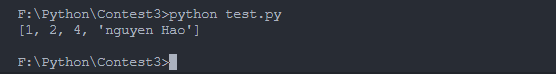 F:\Python\Contest3>python test.py
[1, 2, 4, 'nguyen Hao']
F:\Python\Contest3>